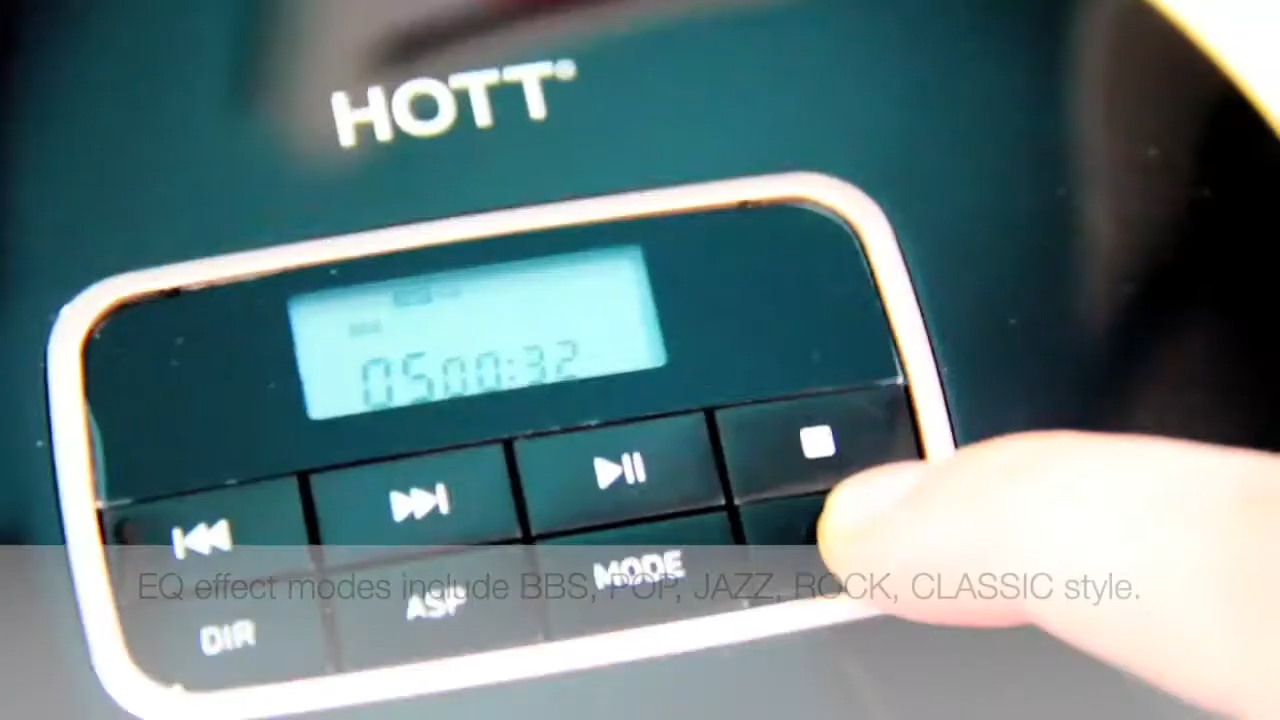 HOTT®
0500:32
MODE
EQ effect modes include BBS, POP, JAZZ, ROCK, CLASSIC style.
ASP
DIR